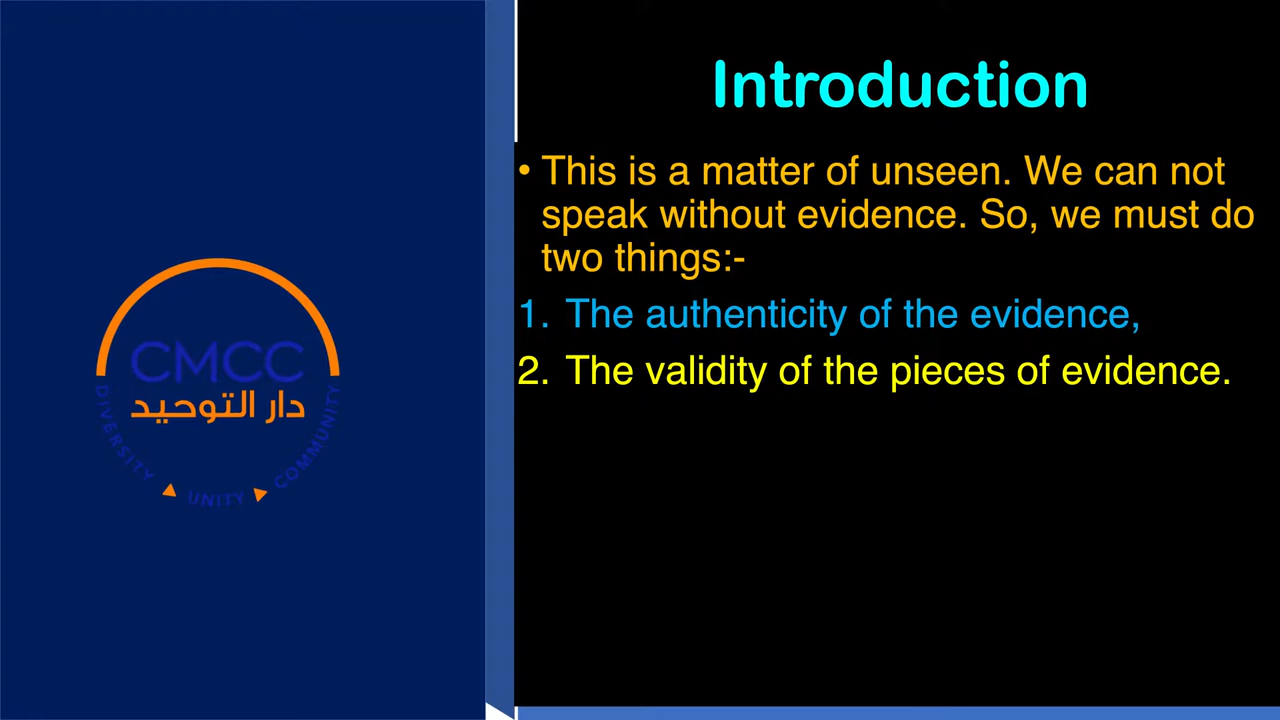 CMCC
دار التوحيد
DIVERSITY UNITY COMMUNITY
Introduction
• This is a matter of unseen. We can not
speak without evidence. So, we must do
two things:-
1. The authenticity of the evidence,
2. The validity of the pieces of evidence.